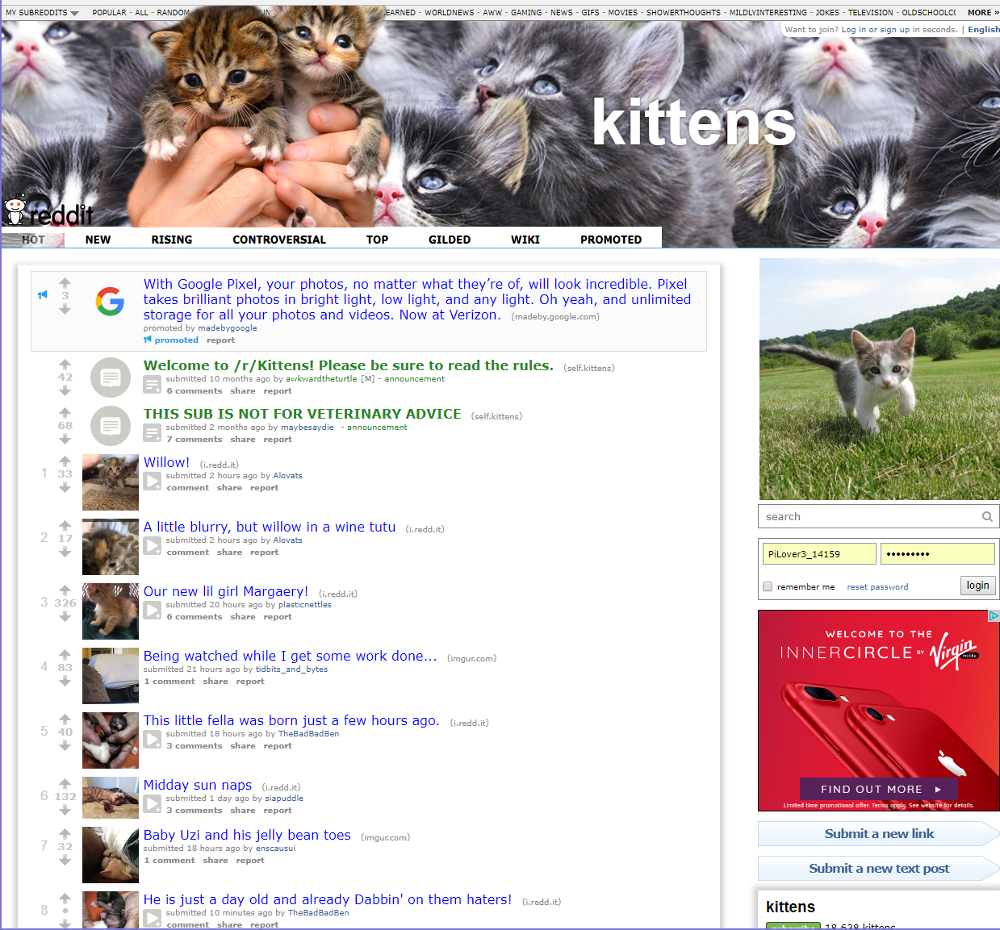 MY SUBREDDITS
POPULAR - ALL - RANDOM
EARNED - WORLDNEWS - AWW - GAMING - NEWS - GIFS - MOVIES - SHOWERTHOUGHTS - MILDLYINTERESTING - JOKES - TELEVISION - OLDSCHOOLCO
MORE »
Want to join? Log in or sign up in seconds. | English
kittens
reddit
HOT NEW RISING CONTROVERSIAL TOP GILDED WIKI PROMOTED
3
With Google Pixel, your photos, no matter what they're of, will look incredible. Pixel
takes brilliant photos in bright light, low light, and any light. Oh yeah, and unlimited
storage for all your photos and videos. Now at Verizon. (madeby.google.com)
promoted by madebygoogle
promoted report
42
Welcome to /r/Kittens! Please be sure to read the rules. (self.kittens)
submitted 10 months ago by awkwardtheturtle [M] - announcement
6 comments share report
68
THIS SUB IS NOT FOR VETERINARY ADVICE (self.kittens)
submitted 2 months ago by maybesaydie - announcement
7 comments share report
1
33
Willow! (i.redd.it)
submitted 2 hours ago by Alovats
comment share report
2
17
A little blurry, but willow in a wine tutu (i.redd.it)
submitted 2 hours ago by Alovats
comment share report
3
326
Our new lil girl Margaery! (i.redd.it)
submitted 20 hours ago by plasticnettles
6 comments share report
4
83
Being watched while I get some work done... (imgur.com)
submitted 21 hours ago by tidbits_and_bytes
1 comment share report
5
40
This little fella was born just a few hours ago. (i.redd.it)
submitted 18 hours ago by TheBadBadBen
3 comments share report
6
132
Midday sun naps (i.redd.it)
submitted 1 day ago by siapuddle
3 comments share report
7
32
Baby Uzi and his jelly bean toes (imgur.com)
submitted 18 hours ago by enscausui
1 comment share report
8
•
He is just a day old and already Dabbin' on them haters! (i.redd.it)
submitted 10 minutes ago by TheBadBadBen
comment share report
search
PiLover3_14159
•••••••••
remember me reset password login
WELCOME TO THE
INNERCIRCLE BY Virgin
mobile
FIND OUT MORE
Limited time promotional offer. Terms apply. See website for details.
Submit a new link
Submit a new text post
kittens
subscribe 18,638 kittens